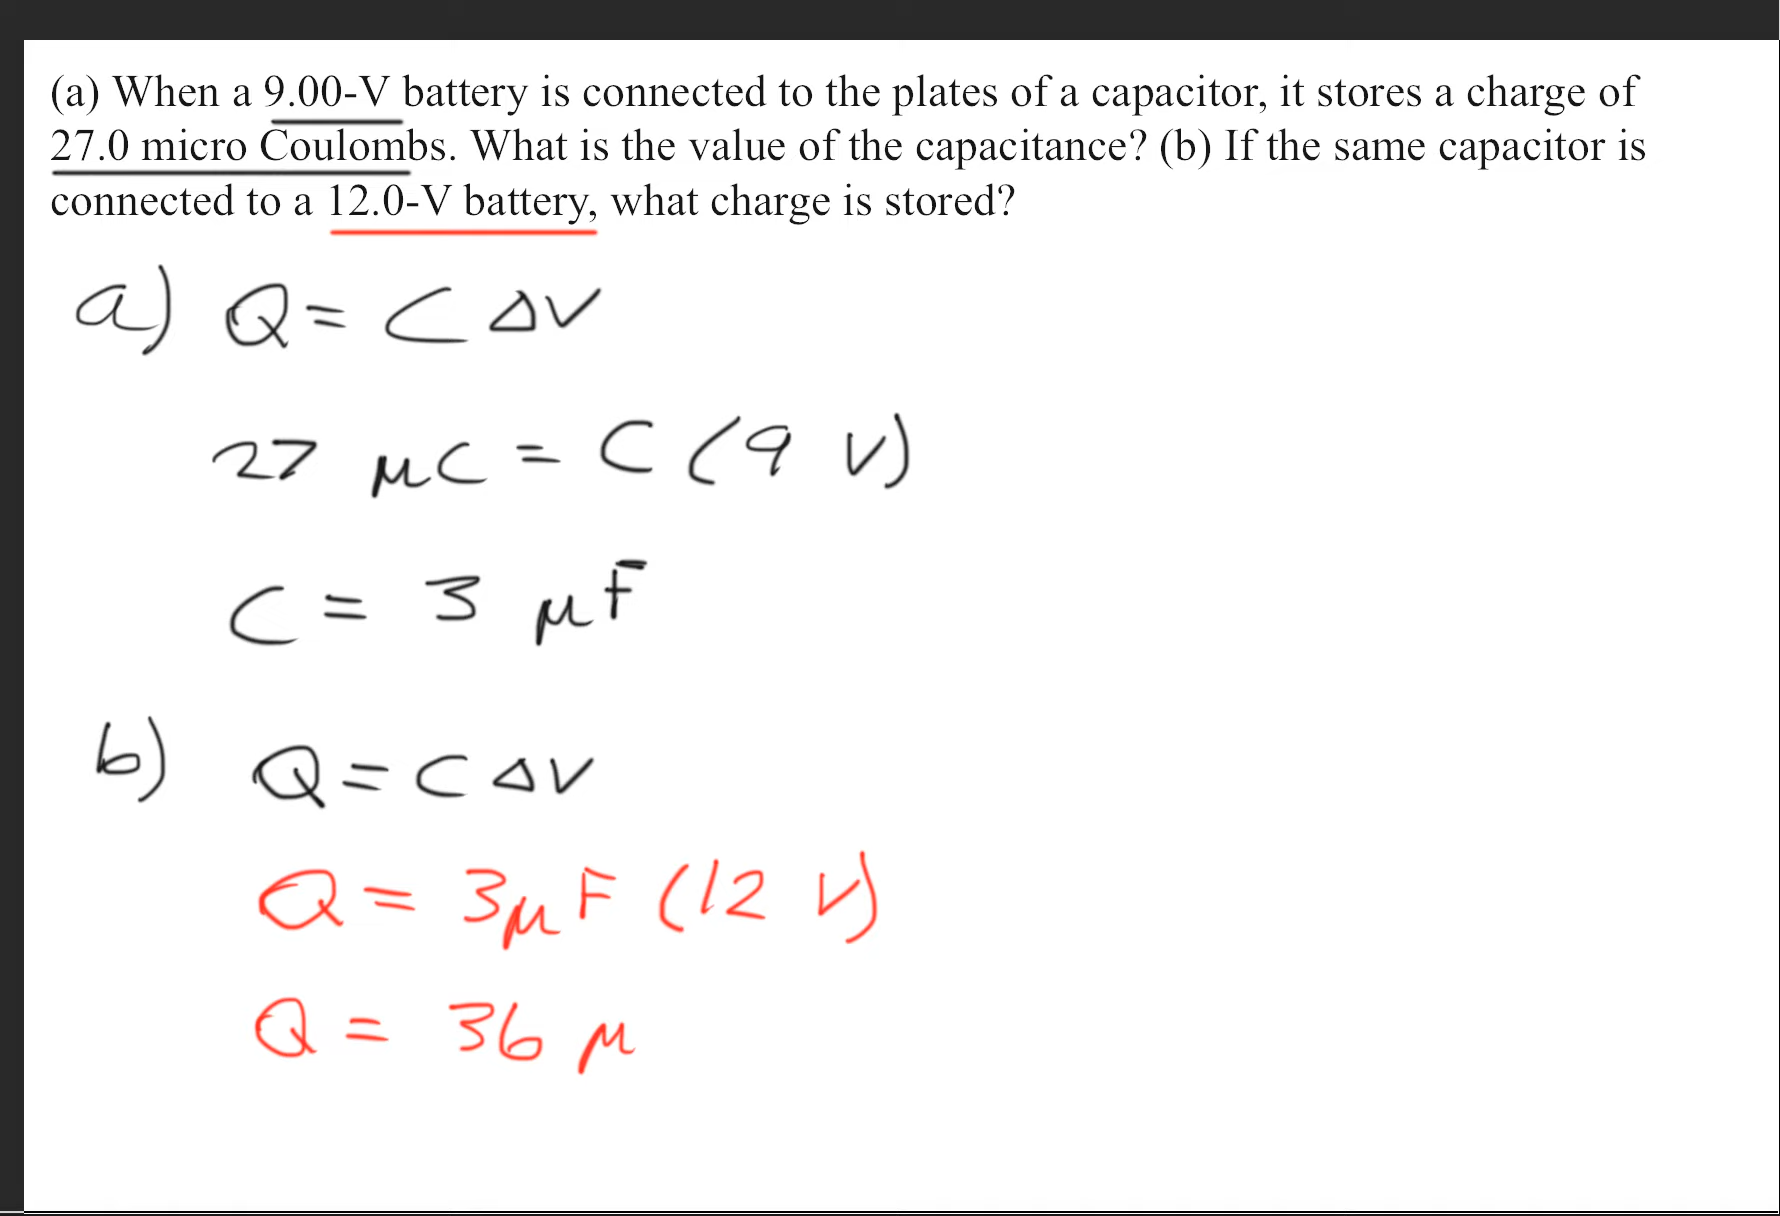 (a) When a 9.00-V battery is connected to the plates of a capacitor, it stores a charge of
27.0 micro Coulombs. What is the value of the capacitance? (b) If the same capacitor is
connected to a 12.0-V battery, what charge is stored?
a) Q = C ΔV
27 μC = C (9 V)
C = 3 μF
b) Q = C ΔV
Q = 3μF (12 V)
Q = 36 μ